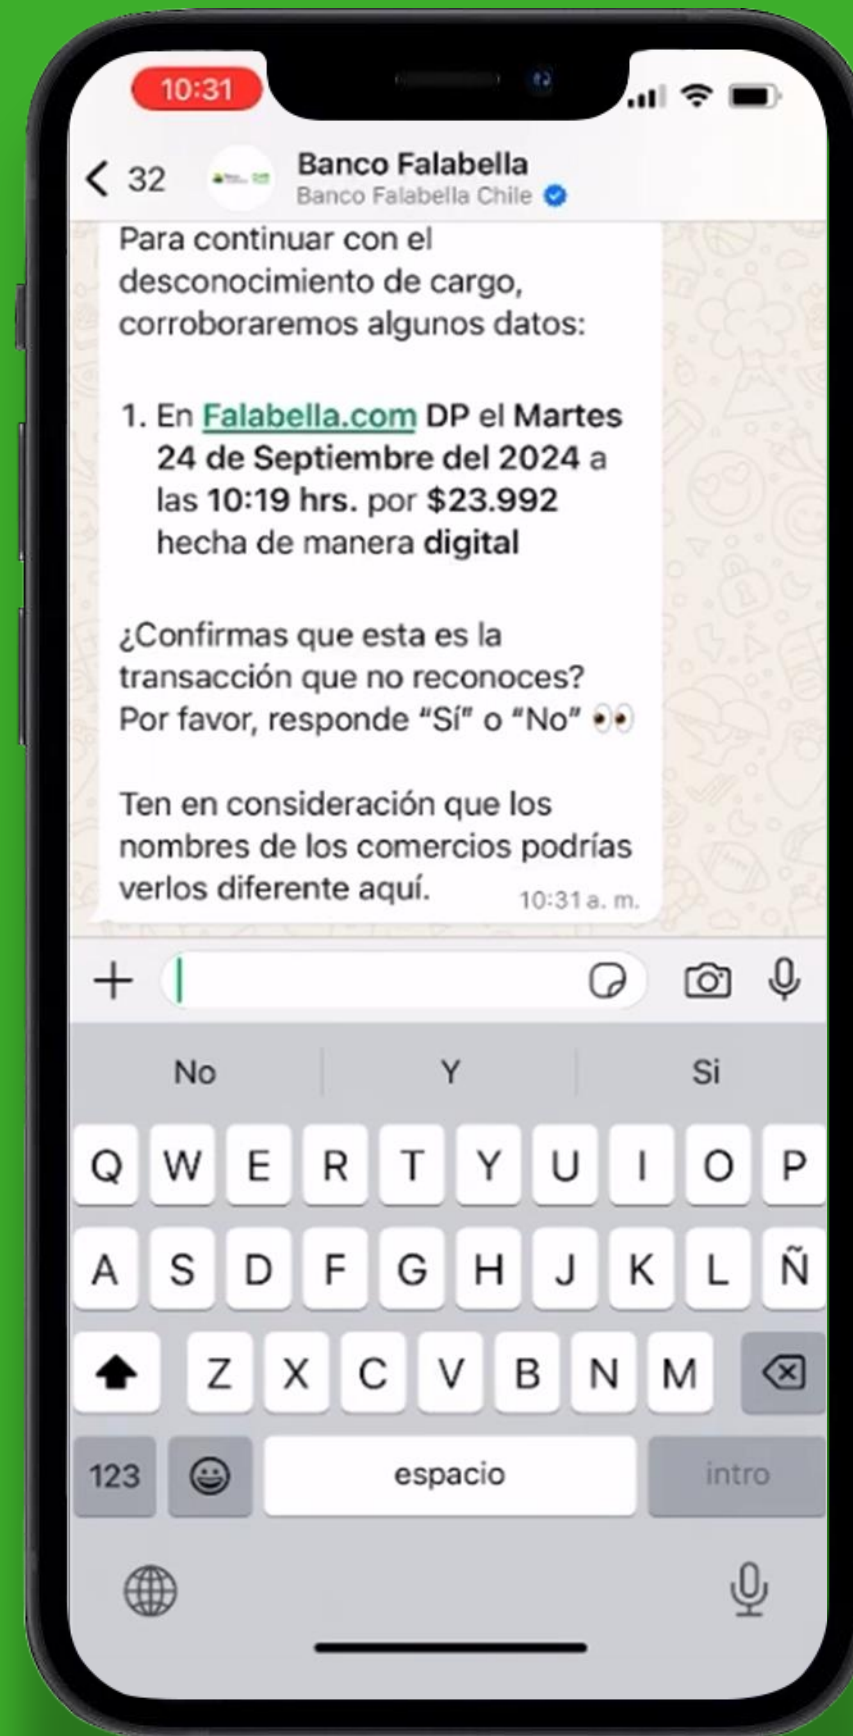 10:31
32
Banco Falabella
Banco Falabella Chile
Para continuar con el
desconocimiento de cargo,
corroboraremos algunos datos:
1. En Falabella.com DP el Martes
24 de Septiembre del 2024 a
las 10:19 hrs. por $23.992
hecha de manera digital
¿Confirmas que esta es la
transacción que no reconoces?
Por favor, responde “Sí” o “No” 👀
Ten en consideración que los
nombres de los comercios podrías
verlos diferente aquí.
10:31 a. m.
No Y Si
Q W E R T Y U I O P
A S D F G H J K L Ñ
Z X C V B N M
123 espacio intro